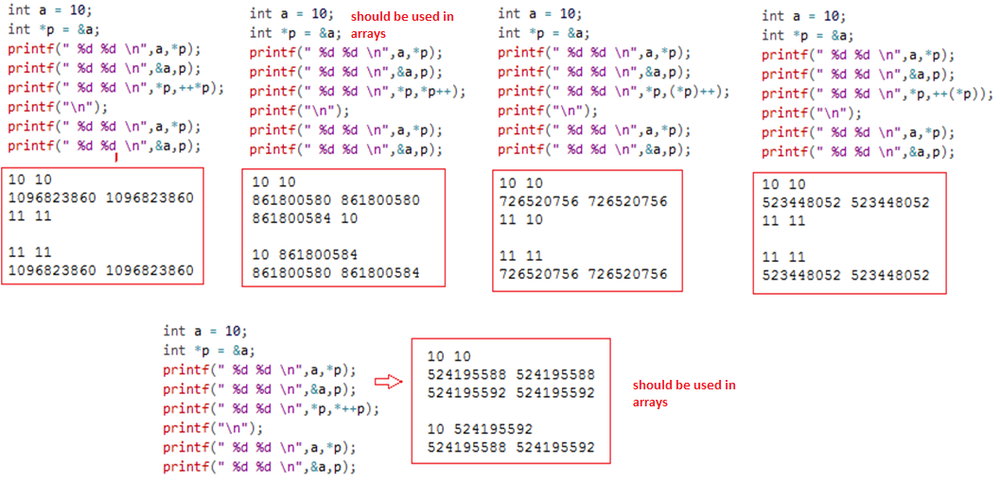 int a = 10;
int *p = &a;
printf(" %d %d \n",a,*p);
printf(" %d %d \n",&a,p);
printf(" %d %d \n",*p,++*p);
printf("\n");
printf(" %d %d \n",a,*p);
printf(" %d %d \n",&a,p);
10 10
1096823860 1096823860
11 11
11 11
1096823860 1096823860
int a = 10;
int *p = &a;
should be used in
arrays
printf(" %d %d \n",a,*p);
printf(" %d %d \n",&a,p);
printf(" %d %d \n",*p,*p++);
printf("\n");
printf(" %d %d \n",a,*p);
printf(" %d %d \n",&a,p);
10 10
861800580 861800580
861800584 10
10 861800584
861800580 861800584
int a = 10;
int *p = &a;
printf(" %d %d \n",a,*p);
printf(" %d %d \n",&a,p);
printf(" %d %d \n",*p,(*p)++);
printf("\n");
printf(" %d %d \n",a,*p);
printf(" %d %d \n",&a,p);
10 10
726520756 726520756
11 10
11 11
726520756 726520756
int a = 10;
int *p = &a;
printf(" %d %d \n",a,*p);
printf(" %d %d \n",&a,p);
printf(" %d %d \n",*p,++(*p));
printf("\n");
printf(" %d %d \n",a,*p);
printf(" %d %d \n",&a,p);
10 10
523448052 523448052
11 11
11 11
523448052 523448052
int a = 10;
int *p = &a;
printf(" %d %d \n",a,*p);
printf(" %d %d \n",&a,p);
printf(" %d %d \n",*p,*++p);
printf("\n");
printf(" %d %d \n",a,*p);
printf(" %d %d \n",&a,p);
10 10
524195588 524195588
524195592 524195592
10 524195592
524195588 524195592
should be used in
arrays